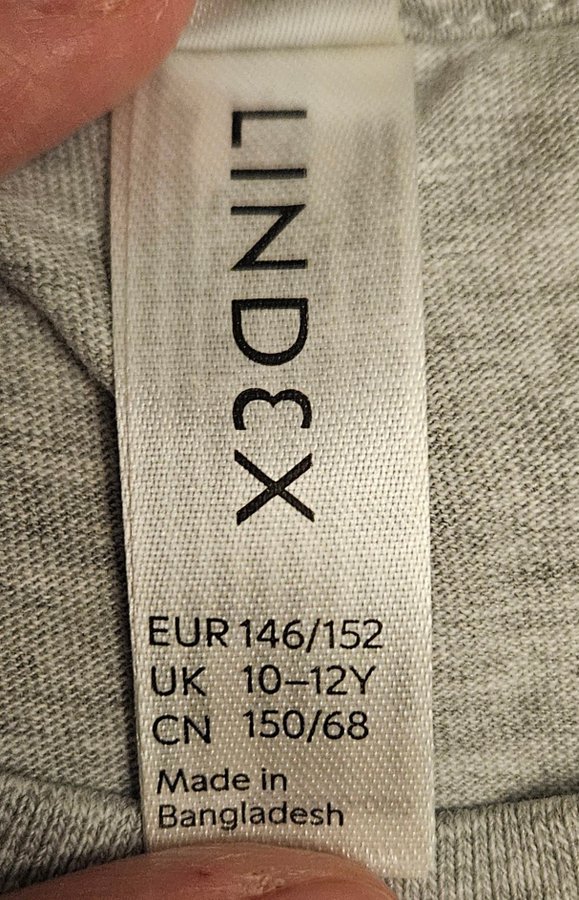 LINDEX
EUR 146/152
UK 10–12Y
CN 150/68
Made in
Bangladesh